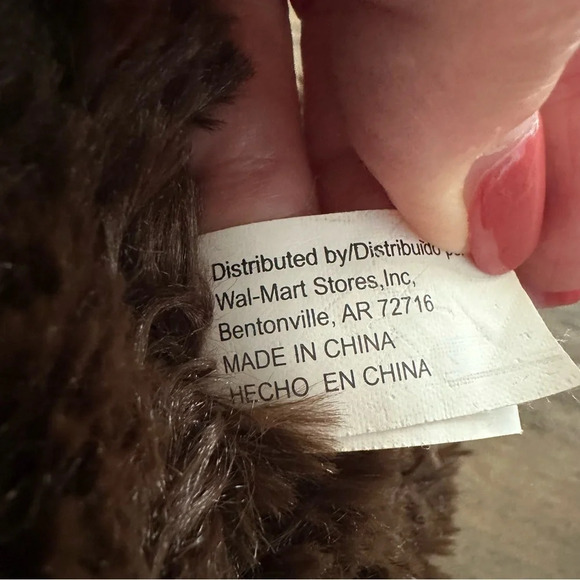 Distributed by/Distribuido
Wal-Mart Stores,Inc,
Bentonville, AR 72716
MADE IN CHINA
HECHO EN CHINA